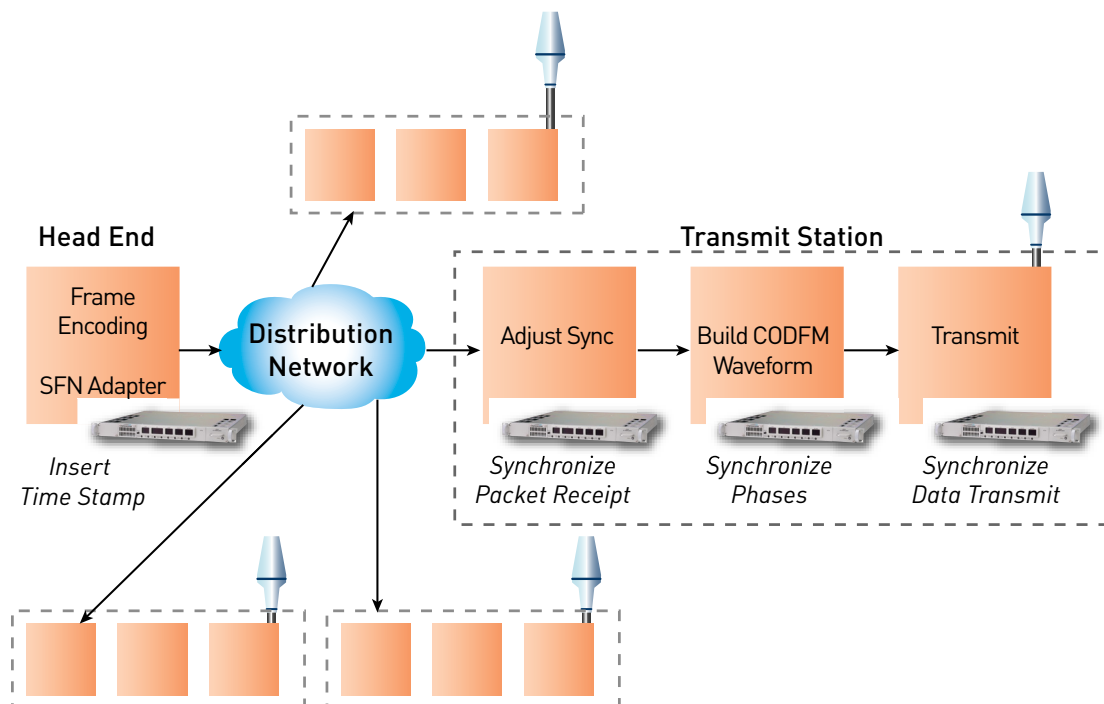 Head End
Frame
Encoding
SFN Adapter
Insert
Time Stamp
Distribution
Network
Transmit Station
Adjust Sync
Synchronize
Packet Receipt
Build CODFM
Waveform
Synchronize
Phases
Transmit
Synchronize
Data Transmit